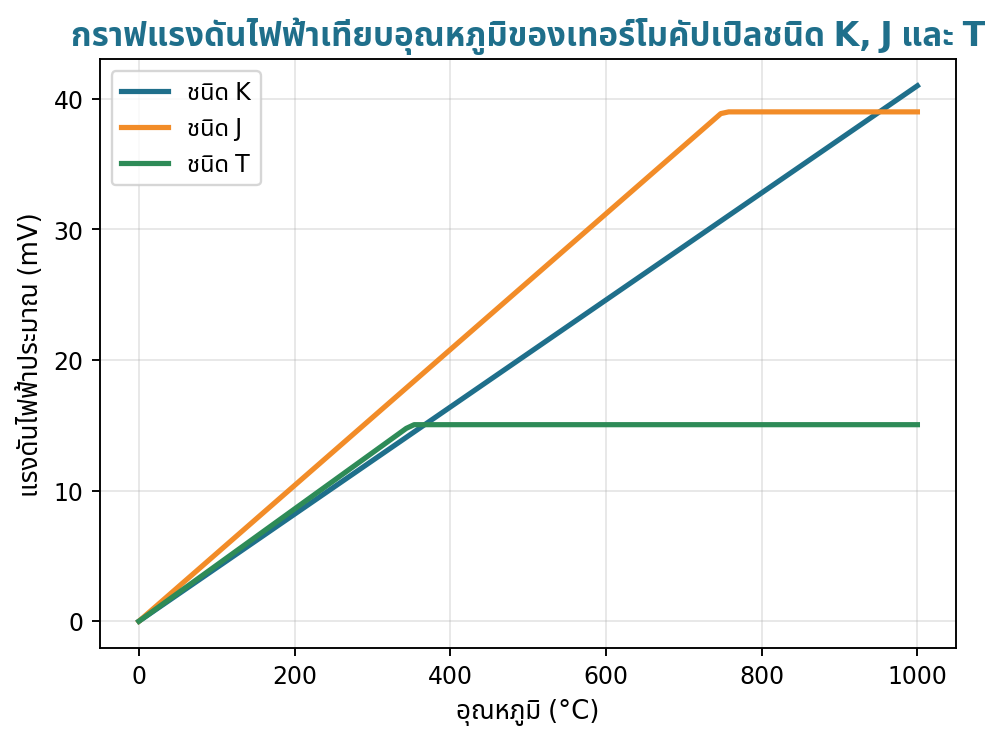 กราฟแรงดันไฟฟ้าเทียบอุณหภูมิของเทอร์โมคัปเปิลชนิด K, J และ T
ชนิด K
ชนิด J
ชนิด T
แรงดันไฟฟ้าประมาณ (mV)
40
30
20
10
0
0 200 400 600 800 1000
อุณหภูมิ (°C)